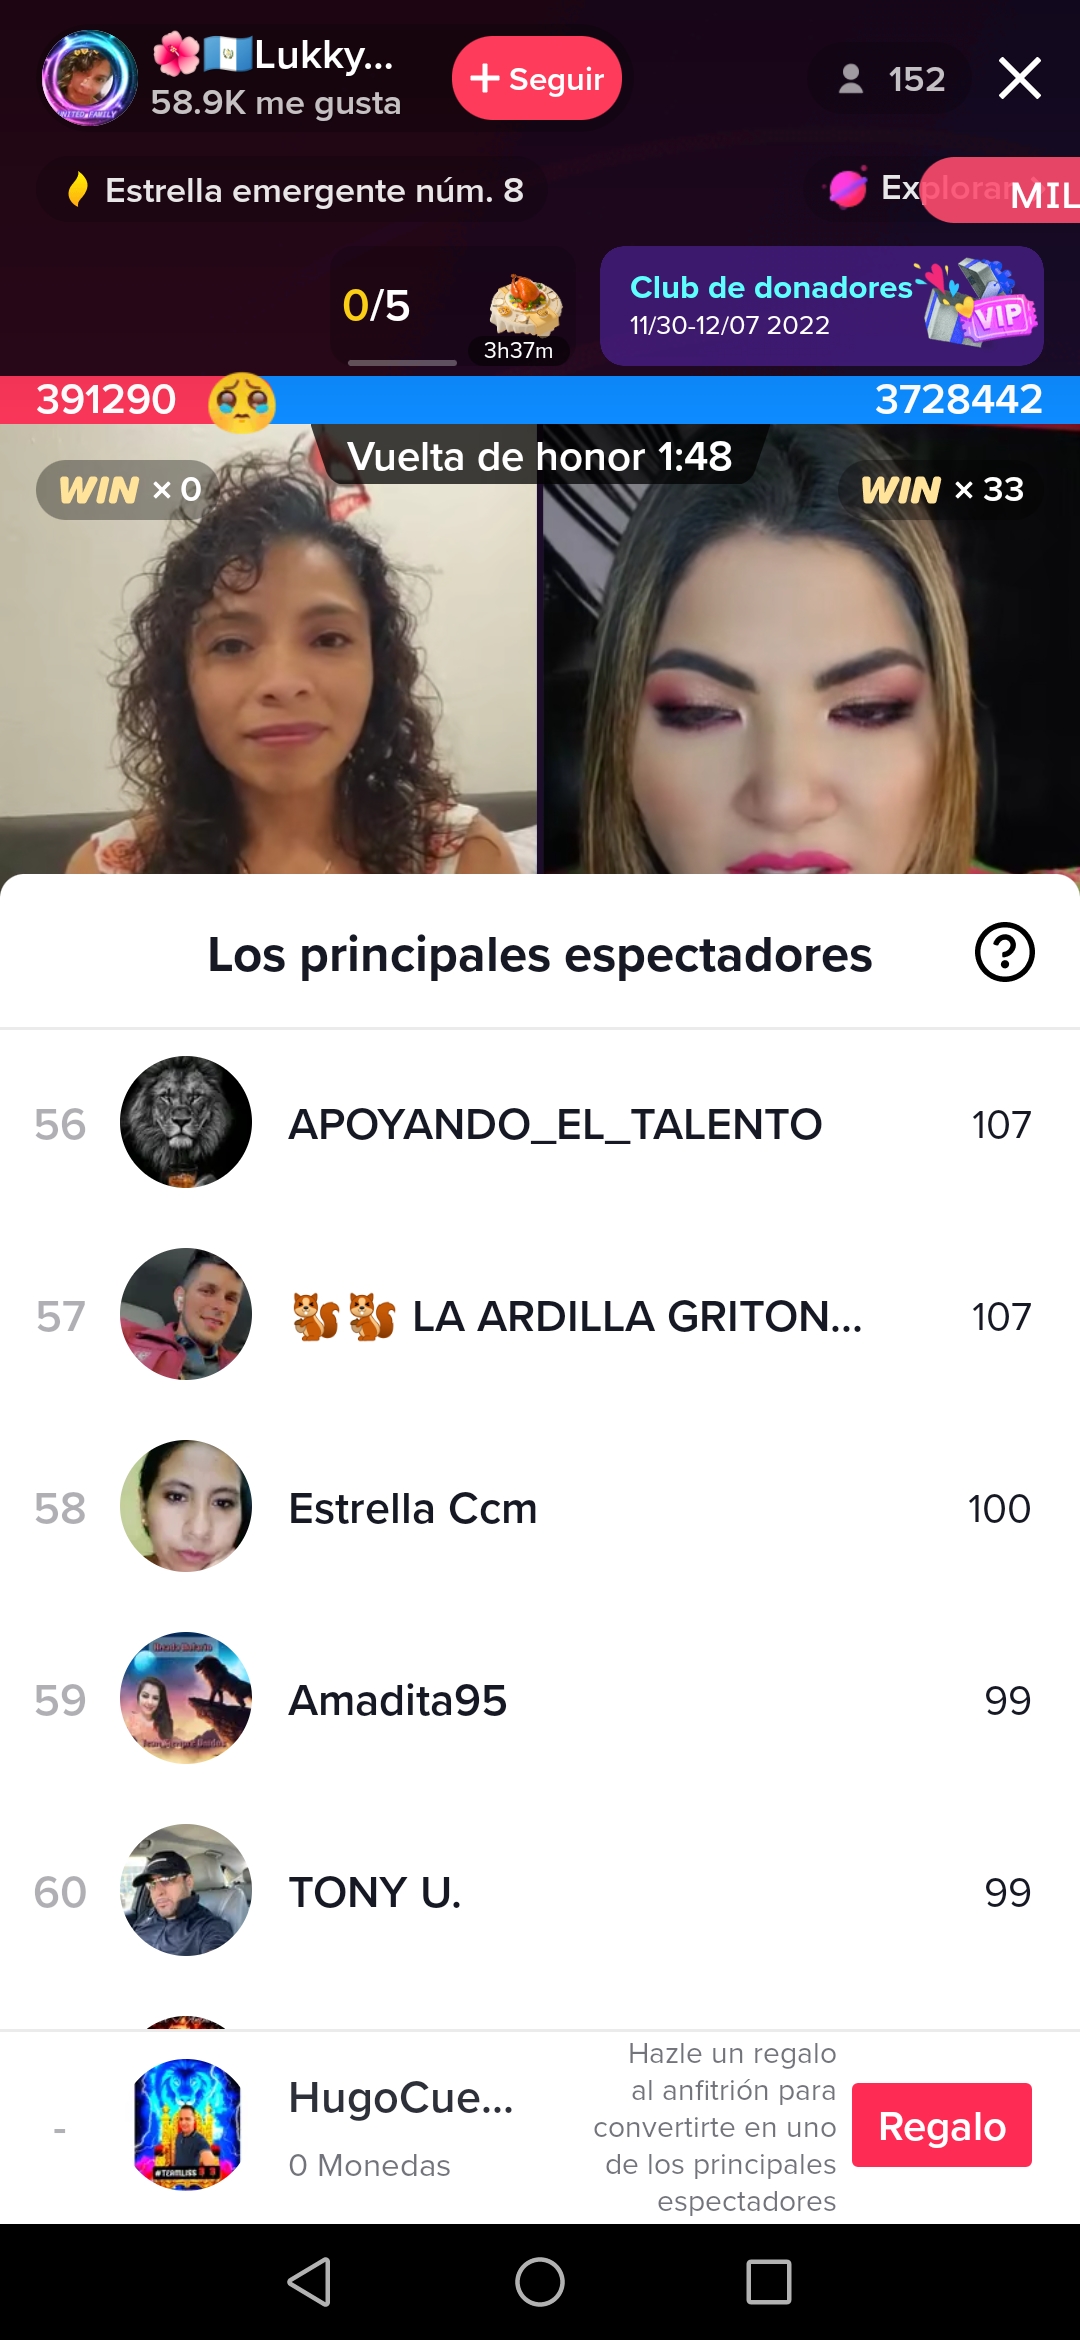 Lukky...
58.9K me gusta
+ Seguir
152
Estrella emergente núm. 8
Explorar
MIL
0/5
3h37m
Club de donadores
11/30-12/07 2022
VIP
391290
3728442
Vuelta de honor 1:48
WIN × 0
WIN × 33
Los principales espectadores
56 APOYANDO_EL_TALENTO 107
57 🐿️🐿️ LA ARDILLA GRITON... 107
58 Estrella Ccm 100
59 Amadita95 99
60 TONY U. 99
- HugoCue...
0 Monedas
#TEAMLISS
Hazle un regalo
al anfitrión para
convertirte en uno
de los principales
espectadores
Regalo